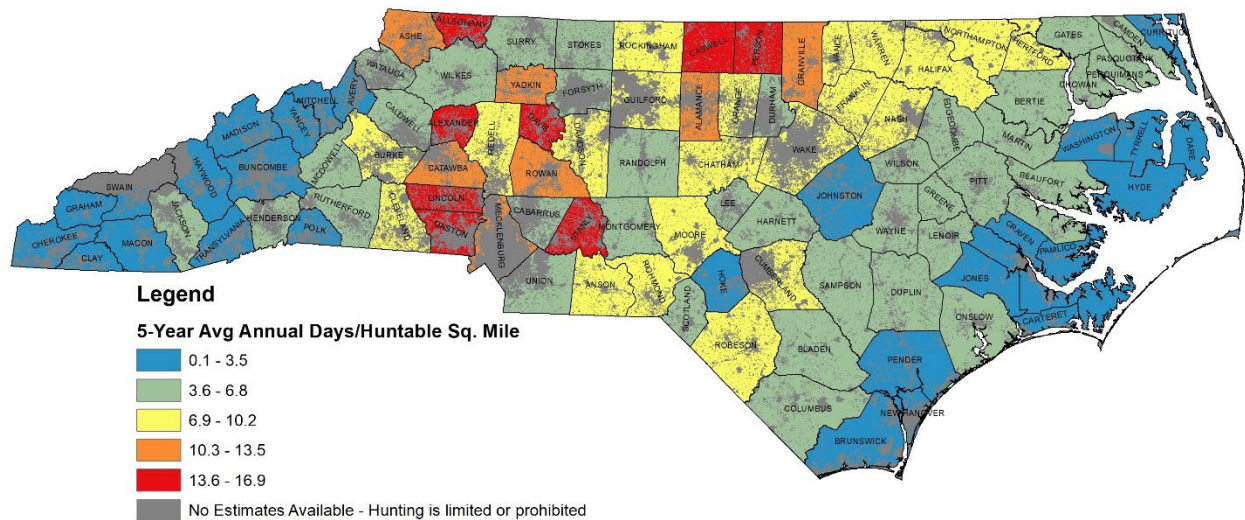 ALLEGHANY
ASHE
SURRY
STOKES
ROCKINGHAM
CASWELL
PERSON
GRANVILLE
VANCE
WARREN
NORTHAMPTON
HERTFORD
GATES
CAMDEN
CURRITUC
PASQUOTANK
PERQUIMANS
CHOWAN
WATAUGA
WILKES
YADKIN
FORSYTH
GUILFORD
ALAMANCE
ORANGE
DURHAM
FRANKLIN
HALIFAX
NASH
EDGECOMBE
BERTIE
MARTIN
WASHINGTON
TYRRELL
DARE
MITCHELL
AVERY
YANCEY
MADISON
CALDWELL
ALEXANDER
IREDELL
DAVIE
DAVIDSON
RANDOLPH
CHATHAM
WAKE
WILSON
PITT
BEAUFORT
HYDE
HAYWOOD
BUNCOMBE
MCDOWELL
BURKE
CATAWBA
ROWAN
SWAIN
GRAHAM
JACKSON
HENDERSON
RUTHERFORD
CLEVELAND
LINCOLN
GASTON
MECKLENBURG
CABARRUS
STANLY
MONTGOMERY
MOORE
LEE
HARNETT
JOHNSTON
WAYNE
GREENE
LENOIR
CRAVEN
PAMLICO
CHEROKEE
CLAY
MACON
TRANSYLVANIA
POLK
UNION
ANSON
RICHMOND
SCOTLAND
HOKE
CUMBERLAND
SAMPSON
DUPLIN
JONES
CARTERET
ONSLOW
ROBESON
BLADEN
PENDER
COLUMBUS
NEW HANOVER
BRUNSWICK
Legend
5-Year Avg Annual Days/Huntable Sq. Mile
0.1 - 3.5
3.6 - 6.8
6.9 - 10.2
10.3 - 13.5
13.6 - 16.9
No Estimates Available - Hunting is limited or prohibited